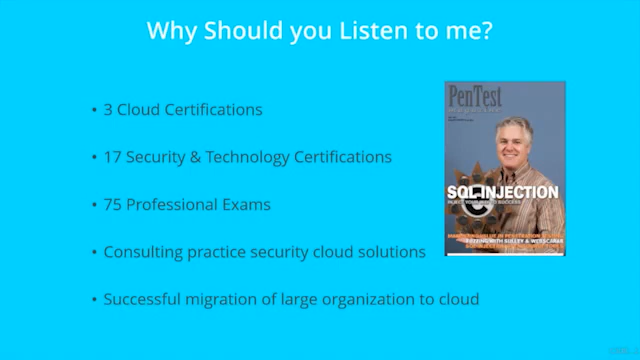 Why Should you Listen to me?
• 3 Cloud Certifications
• 17 Security & Technology Certifications
• 75 Professional Exams
• Consulting practice security cloud solutions
• Successful migration of large organization to cloud
PenTest
SQL INJECTION